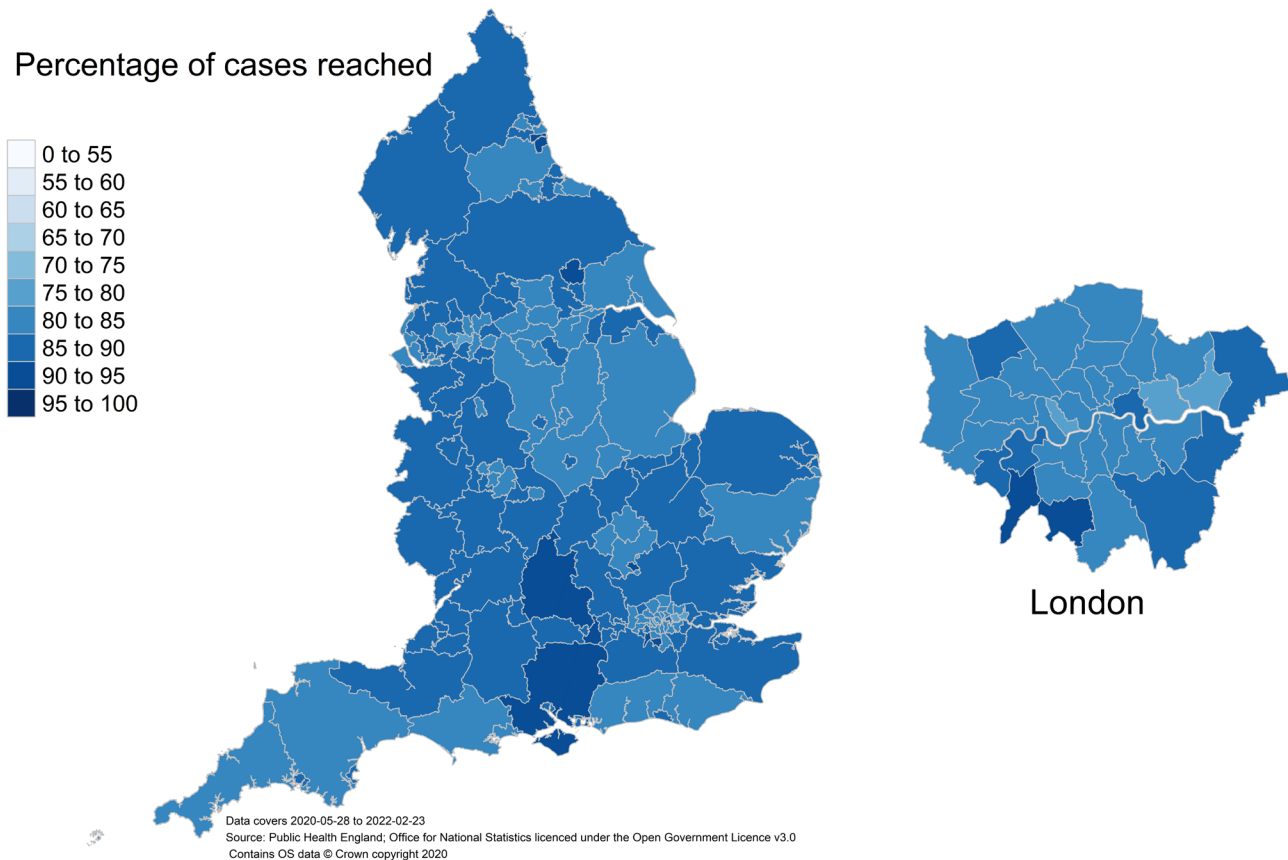 Percentage of cases reached
0 to 55
55 to 60
60 to 65
65 to 70
70 to 75
75 to 80
80 to 85
85 to 90
90 to 95
95 to 100
London
Data covers 2020-05-28 to 2022-02-23
Source: Public Health England; Office for National Statistics licenced under the Open Government Licence v3.0
Contains OS data © Crown copyright 2020